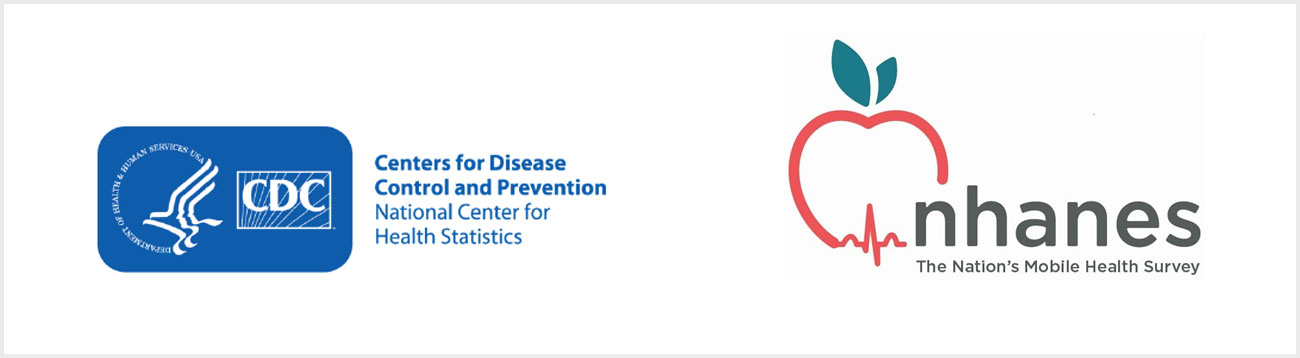 DEPARTMENT OF HEALTH & HUMAN SERVICES · USA
CDC
Centers for Disease
Control and Prevention
National Center for
Health Statistics
nhanes
The Nation's Mobile Health Survey